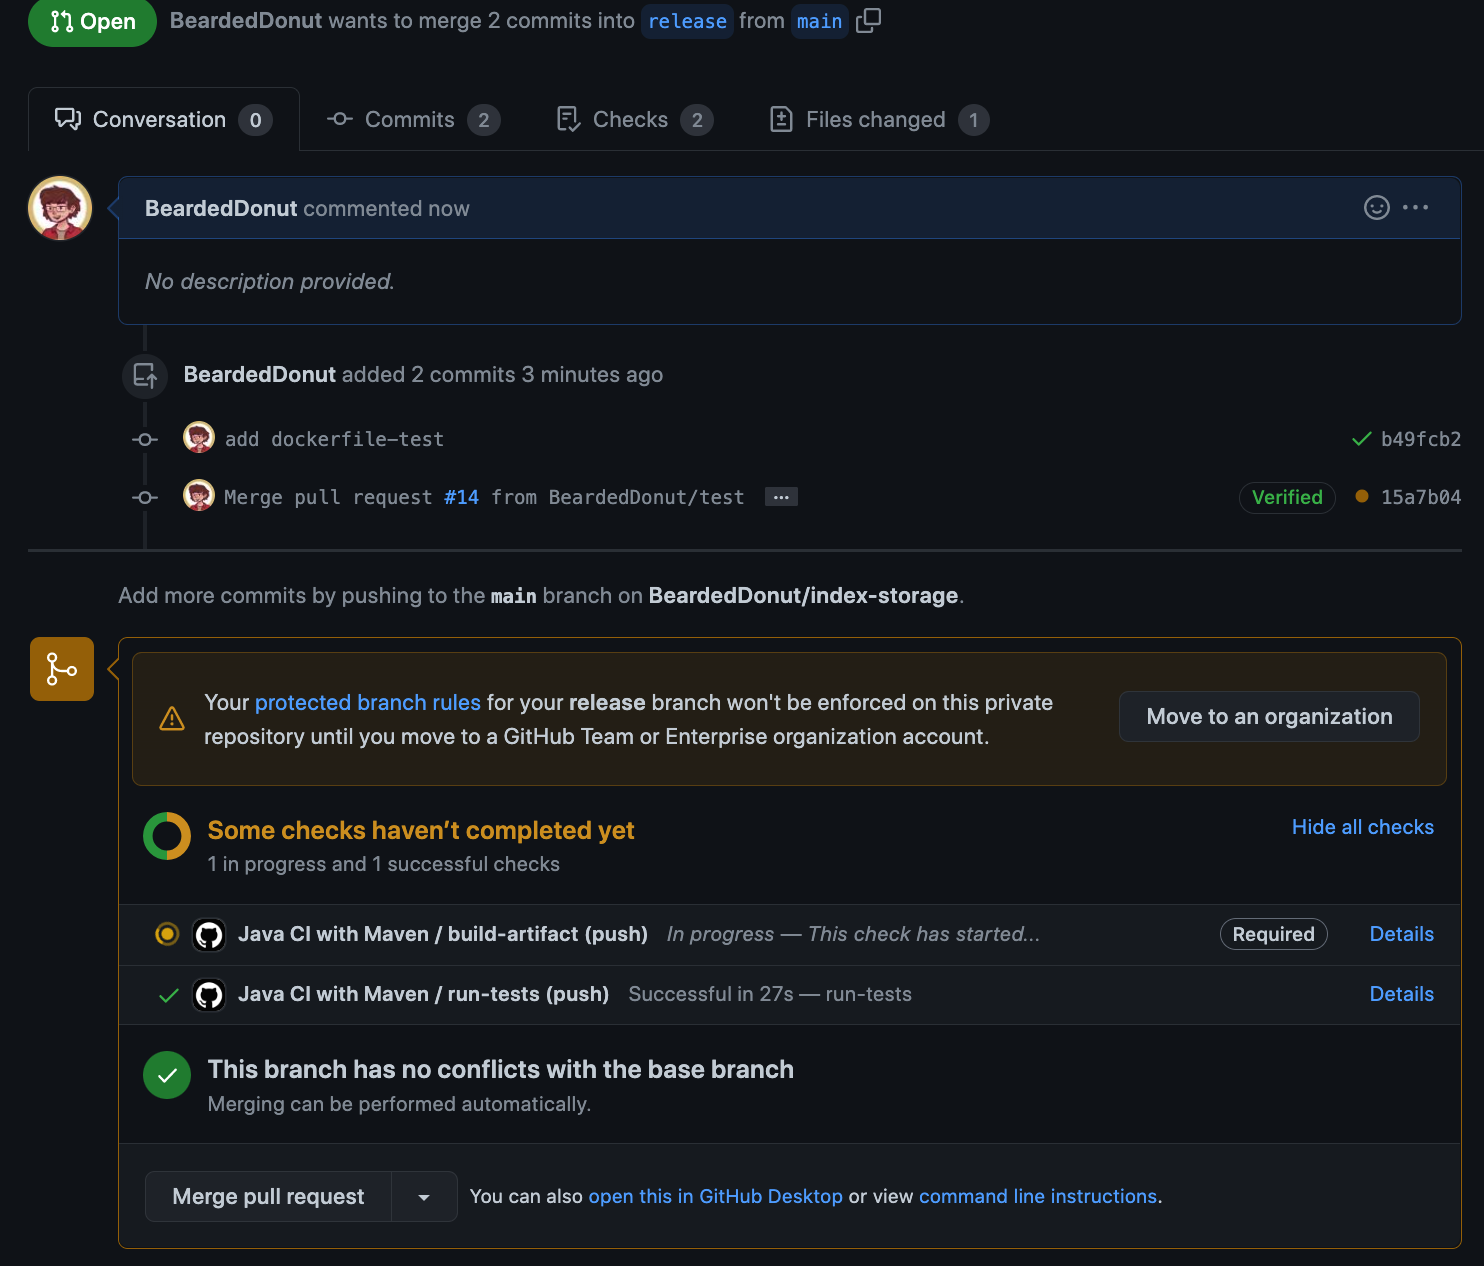 Open BeardedDonut wants to merge 2 commits into release from main
Conversation 0 Commits 2 Checks 2 Files changed 1
BeardedDonut commented now
No description provided.
BeardedDonut added 2 commits 3 minutes ago
add dockerfile-test b49fcb2
Merge pull request #14 from BeardedDonut/test ... Verified 15a7b04
Add more commits by pushing to the main branch on BeardedDonut/index-storage.
Your protected branch rules for your release branch won't be enforced on this private
repository until you move to a GitHub Team or Enterprise organization account.
Move to an organization
Some checks haven’t completed yet
Hide all checks
1 in progress and 1 successful checks
Java CI with Maven / build-artifact (push) In progress — This check has started... Required Details
Java CI with Maven / run-tests (push) Successful in 27s — run-tests Details
This branch has no conflicts with the base branch
Merging can be performed automatically.
Merge pull request You can also open this in GitHub Desktop or view command line instructions.